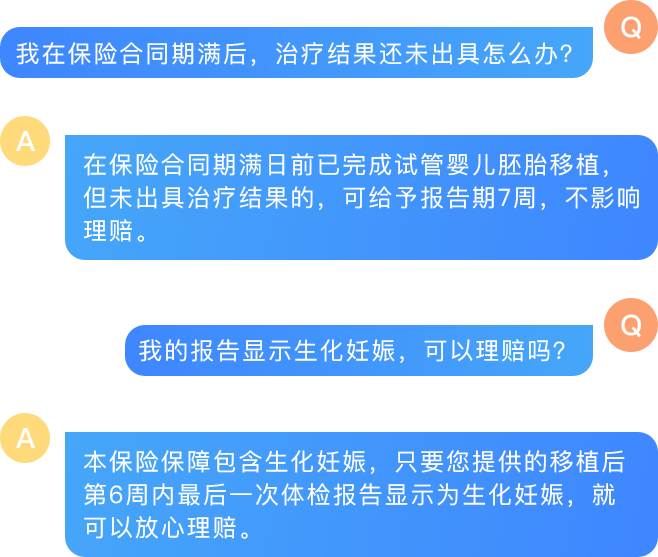 Q
我在保险合同期满后，治疗结果还未出具怎么办？
A
在保险合同期满日前已完成试管婴儿胚胎移植，
但未出具治疗结果的，可给予报告期7周，不影响
理赔。
Q
我的报告显示生化妊娠，可以理赔吗？
A
本保险保障包含生化妊娠，只要您提供的移植后
第6周内最后一次体检报告显示为生化妊娠，就
可以放心理赔。